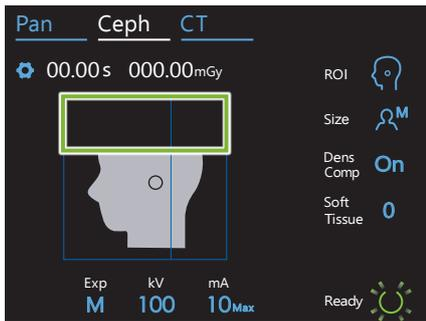 Pan Ceph CT
00.00s 000.00mGy
ROI
Size M
Dens
Comp On
Soft
Tissue 0
Exp kV mA
M 100 10Max
Ready